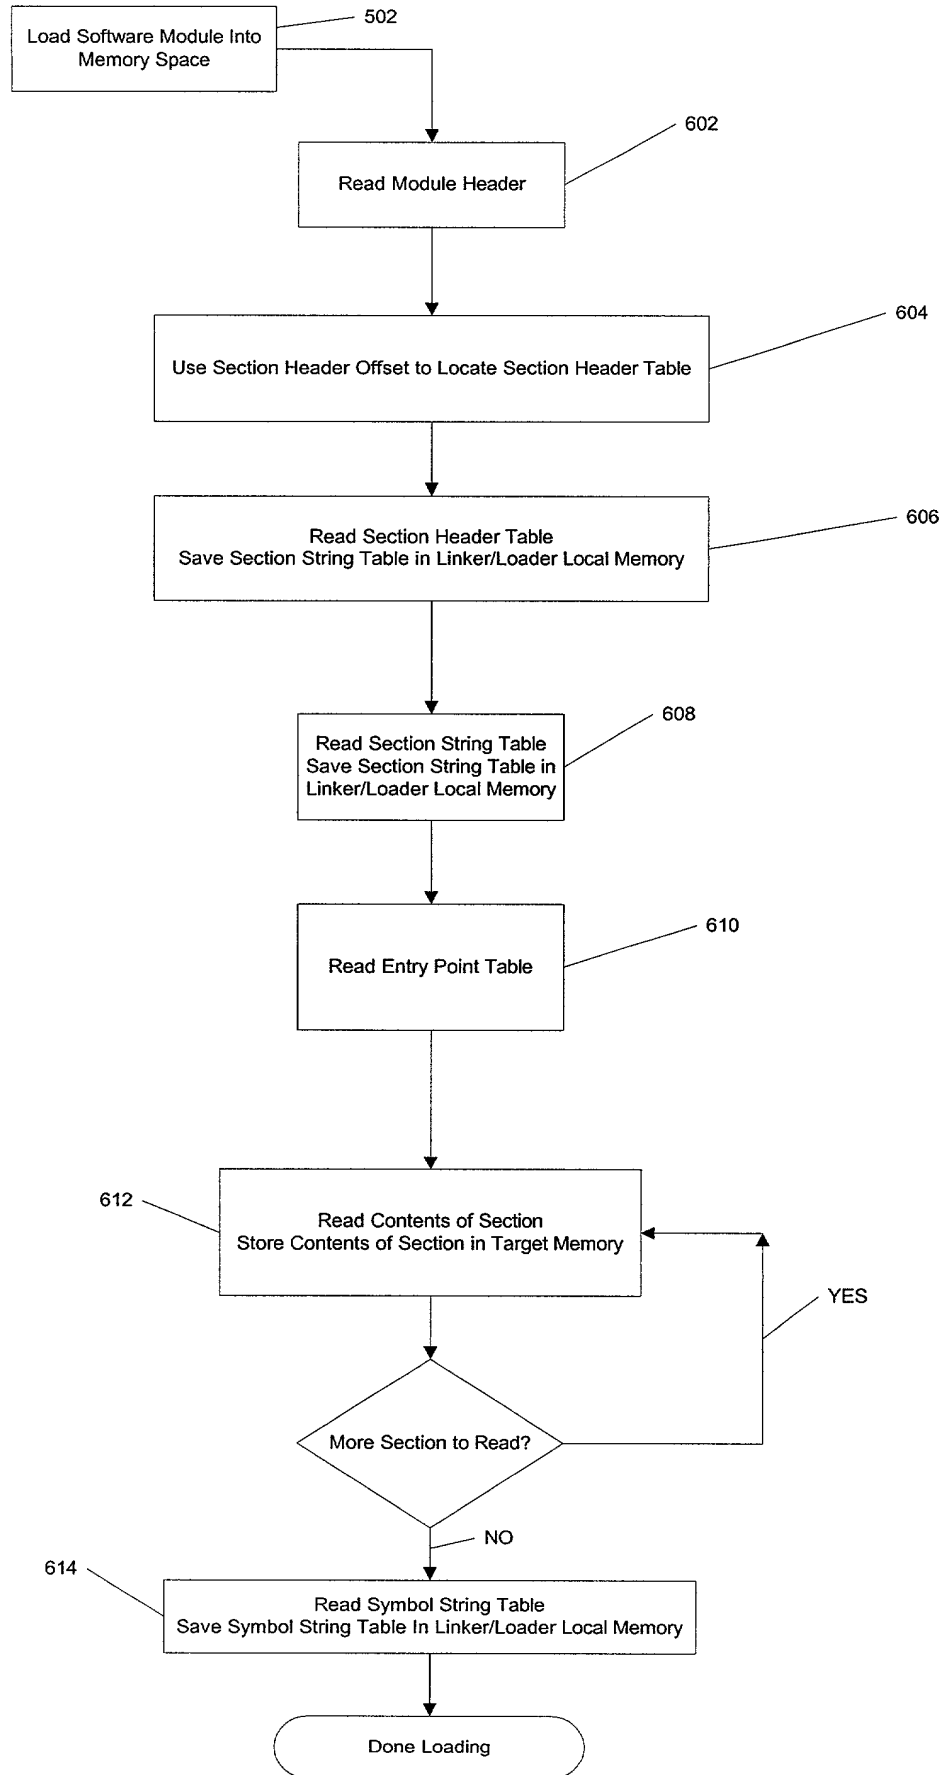 502
Load Software Module Into
Memory Space
602
Read Module Header
604
Use Section Header Offset to Locate Section Header Table
606
Read Section Header Table
Save Section String Table in Linker/Loader Local Memory
608
Read Section String Table
Save Section String Table in
Linker/Loader Local Memory
610
Read Entry Point Table
612
Read Contents of Section
Store Contents of Section in Target Memory
YES
More Section to Read?
NO
614
Read Symbol String Table
Save Symbol String Table In Linker/Loader Local Memory
Done Loading